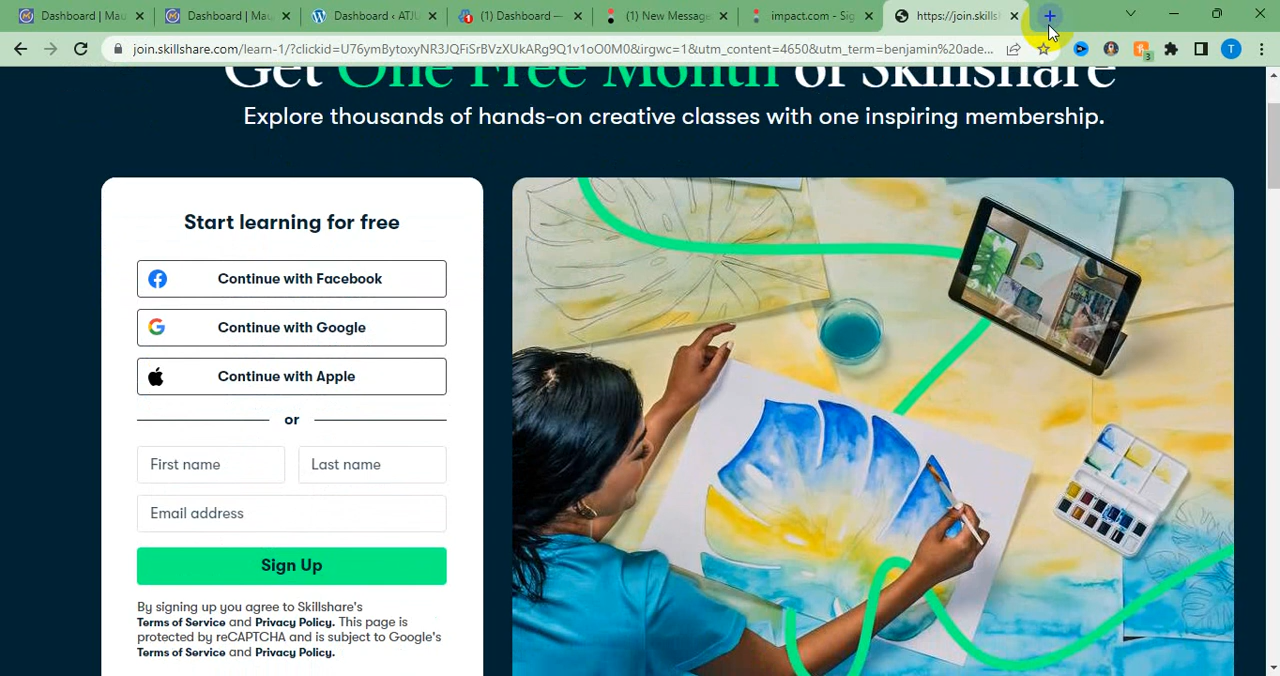 Dashboard | Mau
Dashboard | Mau
Dashboard ‹ ATJU
(1) Dashboard —
(1) New Message
impact.com - Sig
https://join.skills
join.skillshare.com/learn-1/?clickid=U76ymBytoxyNR3JQFiSrBVzXUkARg9Q1v1oO0M0&irgwc=1&utm_content=4650&utm_term=benjamin%20ade...
3
T
Get One Free Month of Skillshare
Explore thousands of hands-on creative classes with one inspiring membership.
Start learning for free
Continue with Facebook
Continue with Google
Continue with Apple
or
First name
Last name
Email address
Sign Up
By signing up you agree to Skillshare's
Terms of Service and Privacy Policy. This page is
protected by reCAPTCHA and is subject to Google's
Terms of Service and Privacy Policy.